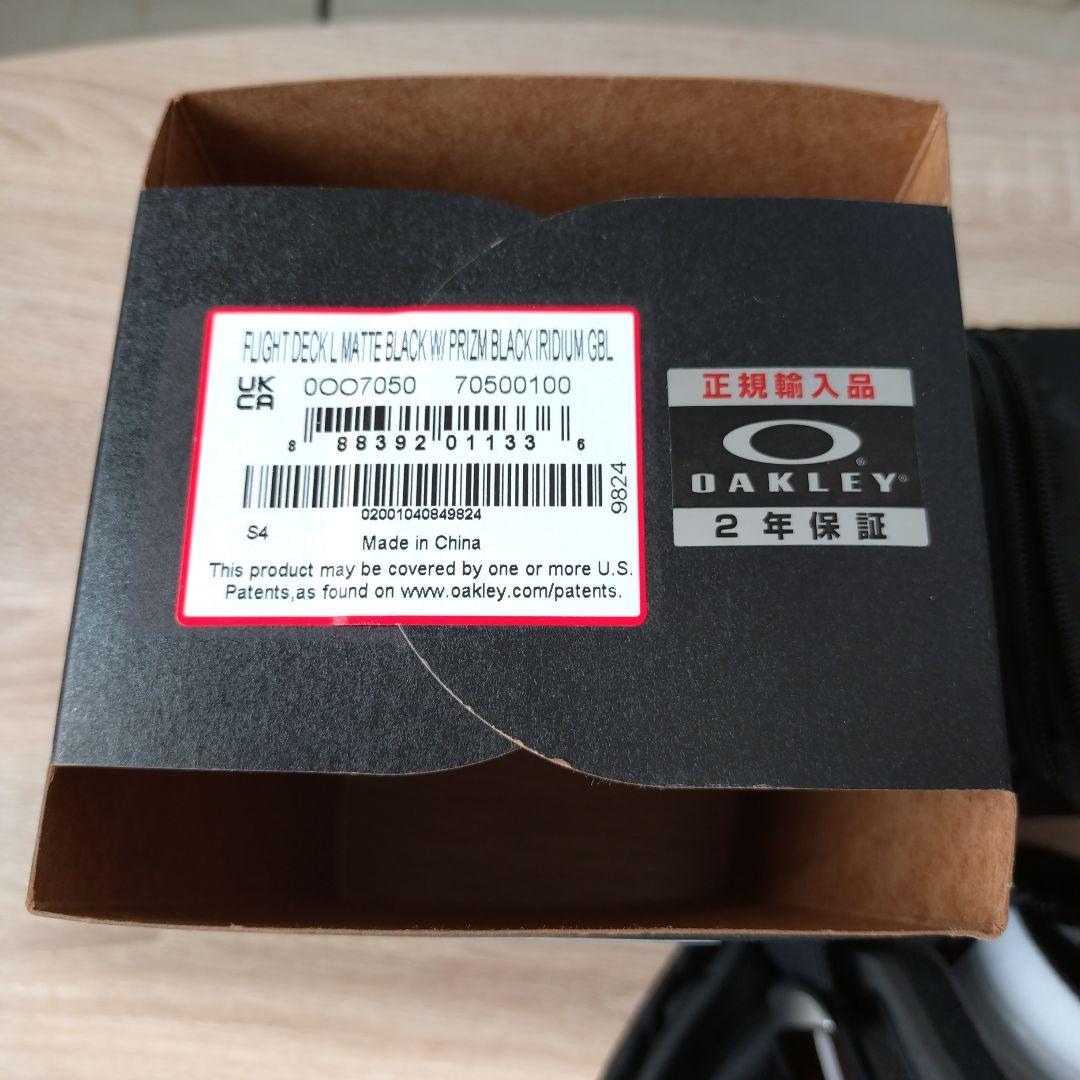 FLIGHT DECK L MATTE BLACK W/ PRIZM BLACK IRIDIUM GBL
UK
CA
0OO7050 70500100
8 88392 01133 6
02001040849824
9824
S4
Made in China
This product may be covered by one or more U.S.
Patents,as found on www.oakley.com/patents.
正規輸入品
®
OAKLEY®
2年保証